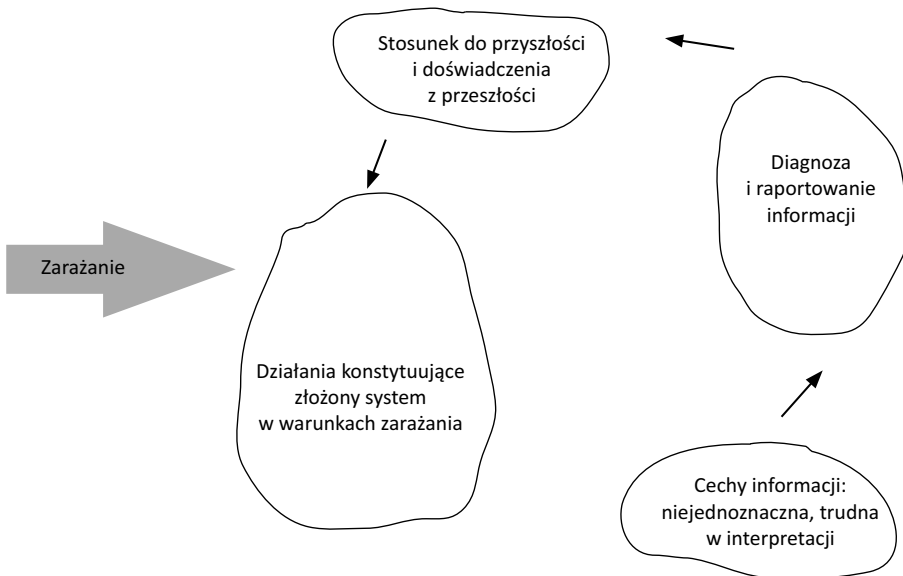 Stosunek do przyszłości
i doświadczenia
z przeszłości
Diagnoza
i raportowanie
informacji
Zarażanie
Działania konstytuujące
złożony system
w warunkach zarażania
Cechy informacji:
niejednoznaczna, trudna
w interpretacji